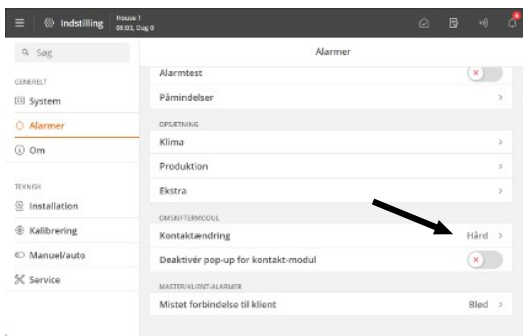 Indstilling
House 1
08:03, Dag 0
Søg
Alarmer
GENERELT
System
Alarmer
Om
TEKNISK
Installation
Kalibrering
Manuel/auto
Service
Alarmtest
Påmindelser
OPSÆTNING
Klima
Produktion
Ekstra
OMSKIFTERMODUL
Kontaktændring Hård
Deaktivér pop-up for kontakt-modul
MASTER/KLIENT-ALARMER
Mistet forbindelse til klient Blød